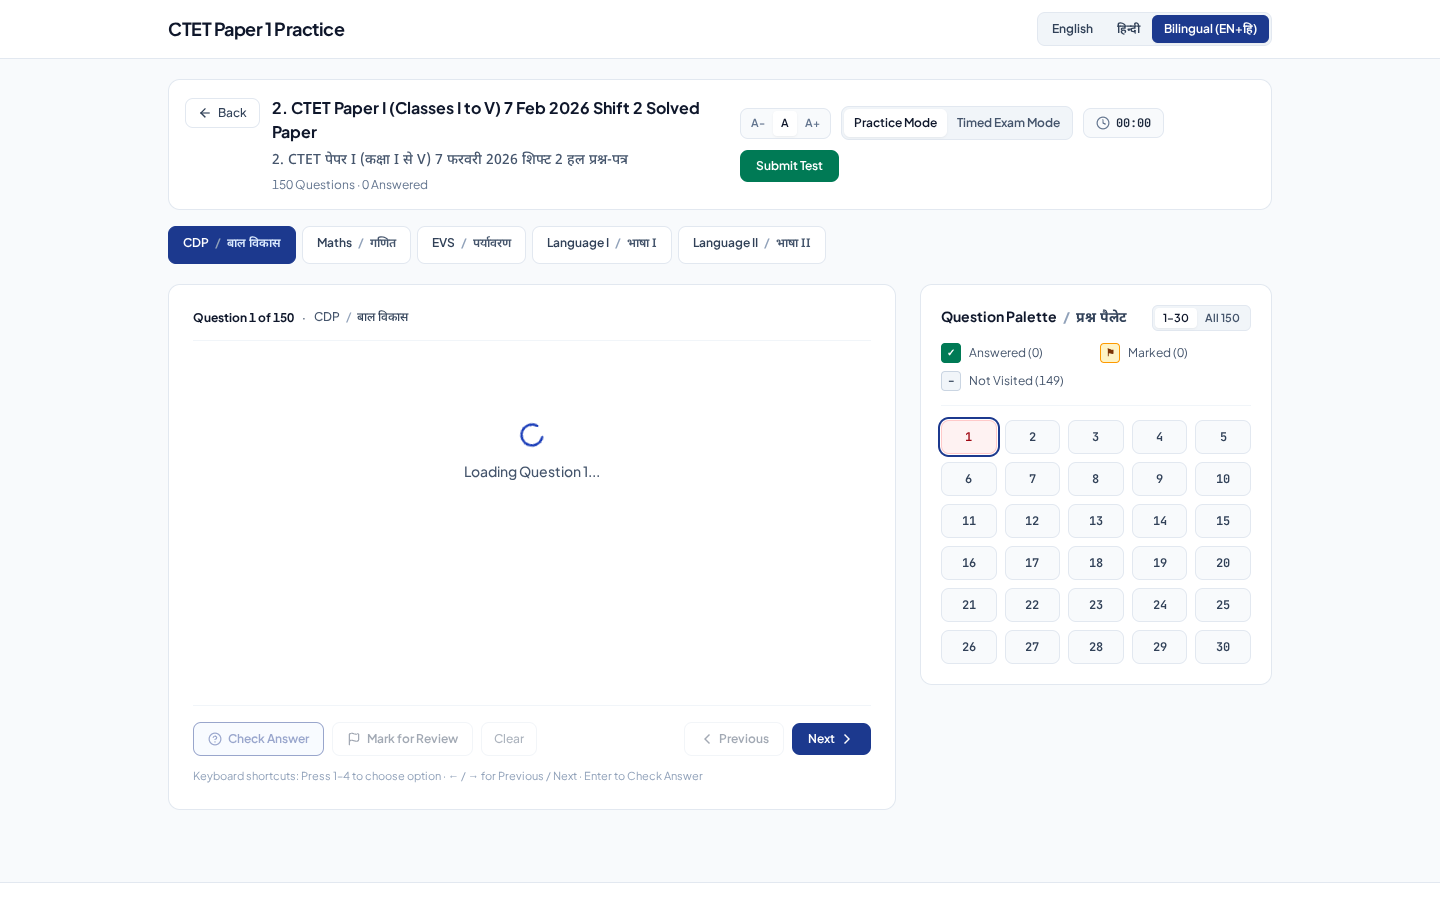 CTET Paper 1 Practice
English हिन्दी Bilingual (EN+हि)
Back
2. CTET Paper I (Classes I to V) 7 Feb 2026 Shift 2 Solved
Paper
2. CTET पेपर I (कक्षा I से V) 7 फरवरी 2026 शिफ्ट 2 हल प्रश्न-पत्र
150 Questions · 0 Answered
A- A A+ Practice Mode Timed Exam Mode 00:00
Submit Test
CDP / बाल विकास Maths / गणित EVS / पर्यावरण Language I / भाषा I Language II / भाषा II
Question 1 of 150 · CDP / बाल विकास
Loading Question 1...
Check Answer Mark for Review Clear Previous Next
Keyboard shortcuts: Press 1-4 to choose option · ← / → for Previous / Next · Enter to Check Answer
Question Palette / प्रश्न पैलेट 1-30 All 150
✓ Answered (0) ⚑ Marked (0)
– Not Visited (149)
1 2 3 4 5
6 7 8 9 10
11 12 13 14 15
16 17 18 19 20
21 22 23 24 25
26 27 28 29 30